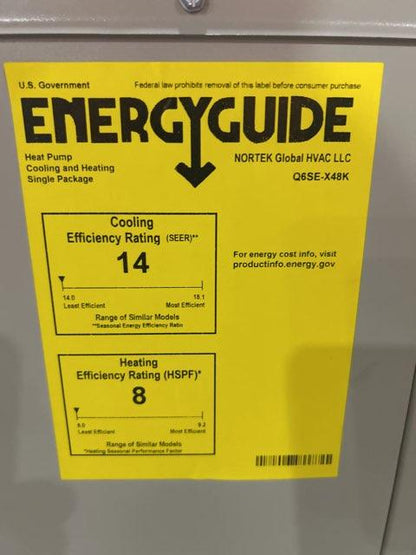 U.S. Government
Federal law prohibits removal of this label before consumer purchase
ENERGYGUIDE
Heat Pump
Cooling and Heating
Single Package
NORTEK Global HVAC LLC
Q6SE-X48K
Cooling
Efficiency Rating (SEER)**
14
14.0 18.1
Least Efficient Most Efficient
Range of Similar Models
**Seasonal Energy Efficiency Ratio
For energy cost info, visit
productinfo.energy.gov
Heating
Efficiency Rating (HSPF)*
8
8.0 9.2
Least Efficient Most Efficient
Range of Similar Models
*Heating Seasonal Performance Factor